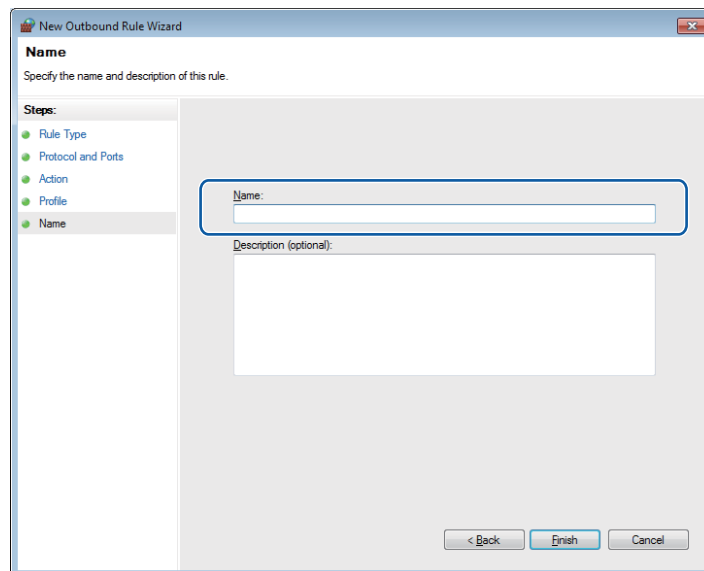 New Outbound Rule Wizard
Name
Specify the name and description of this rule.
Steps:
Rule Type
Protocol and Ports
Action
Profile
Name
Name:
Description (optional):
< Back
Finish
Cancel